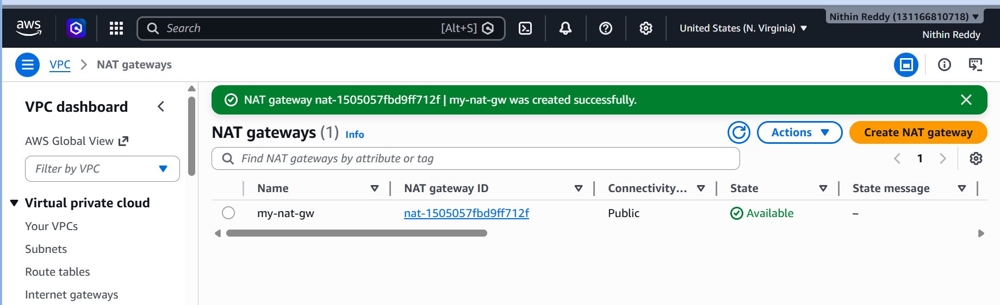 aws
Search
[Alt+S]
United States (N. Virginia)
Nithin Reddy (131166810718)
Nithin Reddy
VPC
NAT gateways
VPC dashboard
AWS Global View
Filter by VPC
Virtual private cloud
Your VPCs
Subnets
Route tables
Internet gateways
NAT gateway nat-1505057fbd9ff712f | my-nat-gw was created successfully.
NAT gateways (1) Info
Actions
Create NAT gateway
Find NAT gateways by attribute or tag
1
Name NAT gateway ID Connectivity... State State message
my-nat-gw nat-1505057fbd9ff712f Public Available –